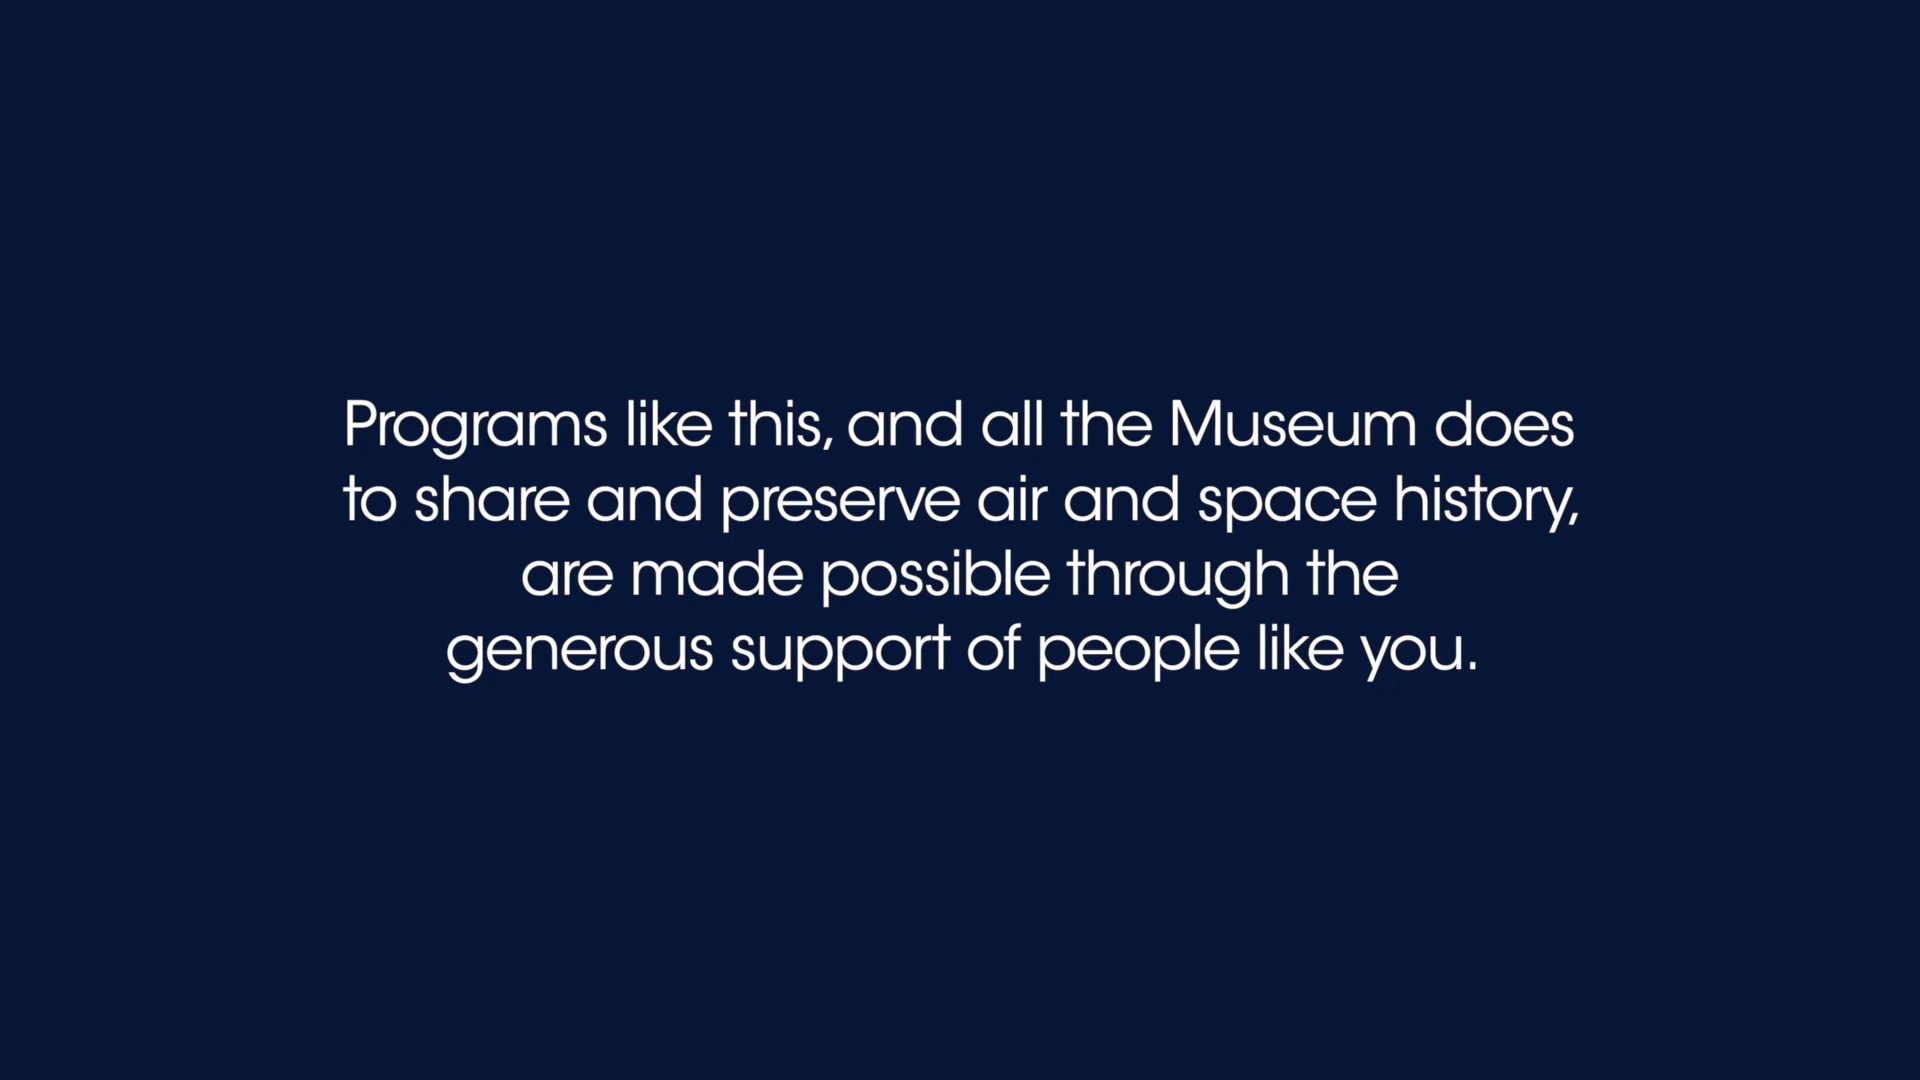 Programs like this, and all the Museum does
to share and preserve air and space history,
are made possible through the
generous support of people like you.